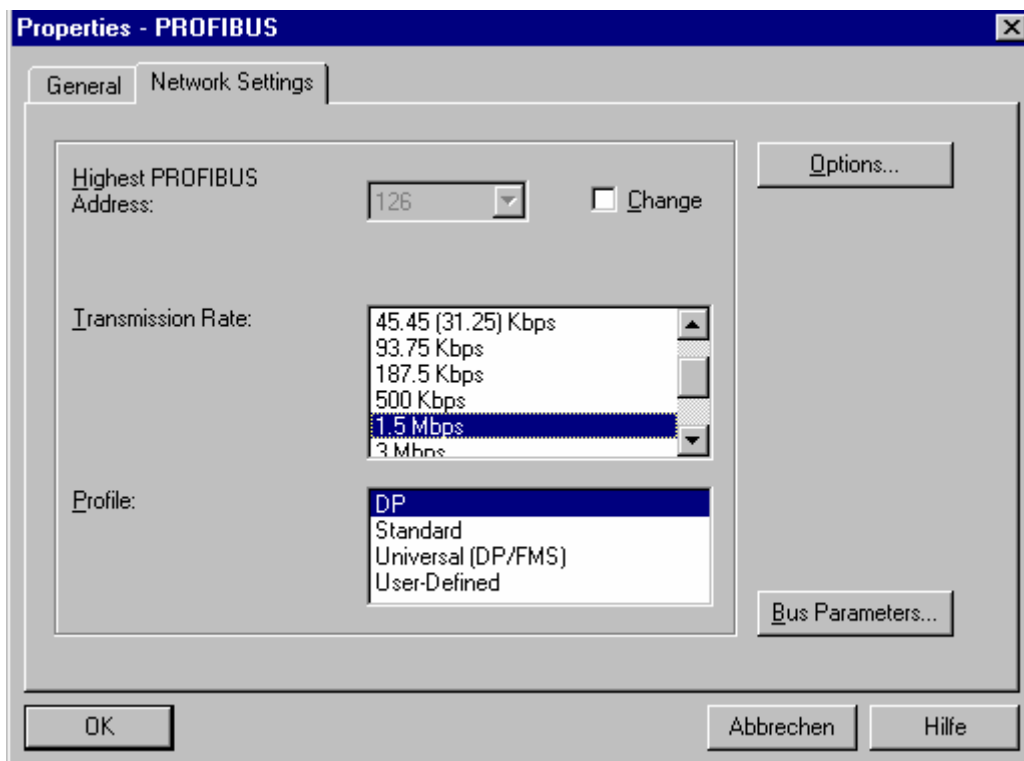 Properties - PROFIBUS
General
Network Settings
Highest PROFIBUS
Address:
126
Change
Options...
Transmission Rate:
45.45 (31.25) Kbps
93.75 Kbps
187.5 Kbps
500 Kbps
1.5 Mbps
3 Mbps
Profile:
DP
Standard
Universal (DP/FMS)
User-Defined
Bus Parameters...
OK
Abbrechen
Hilfe